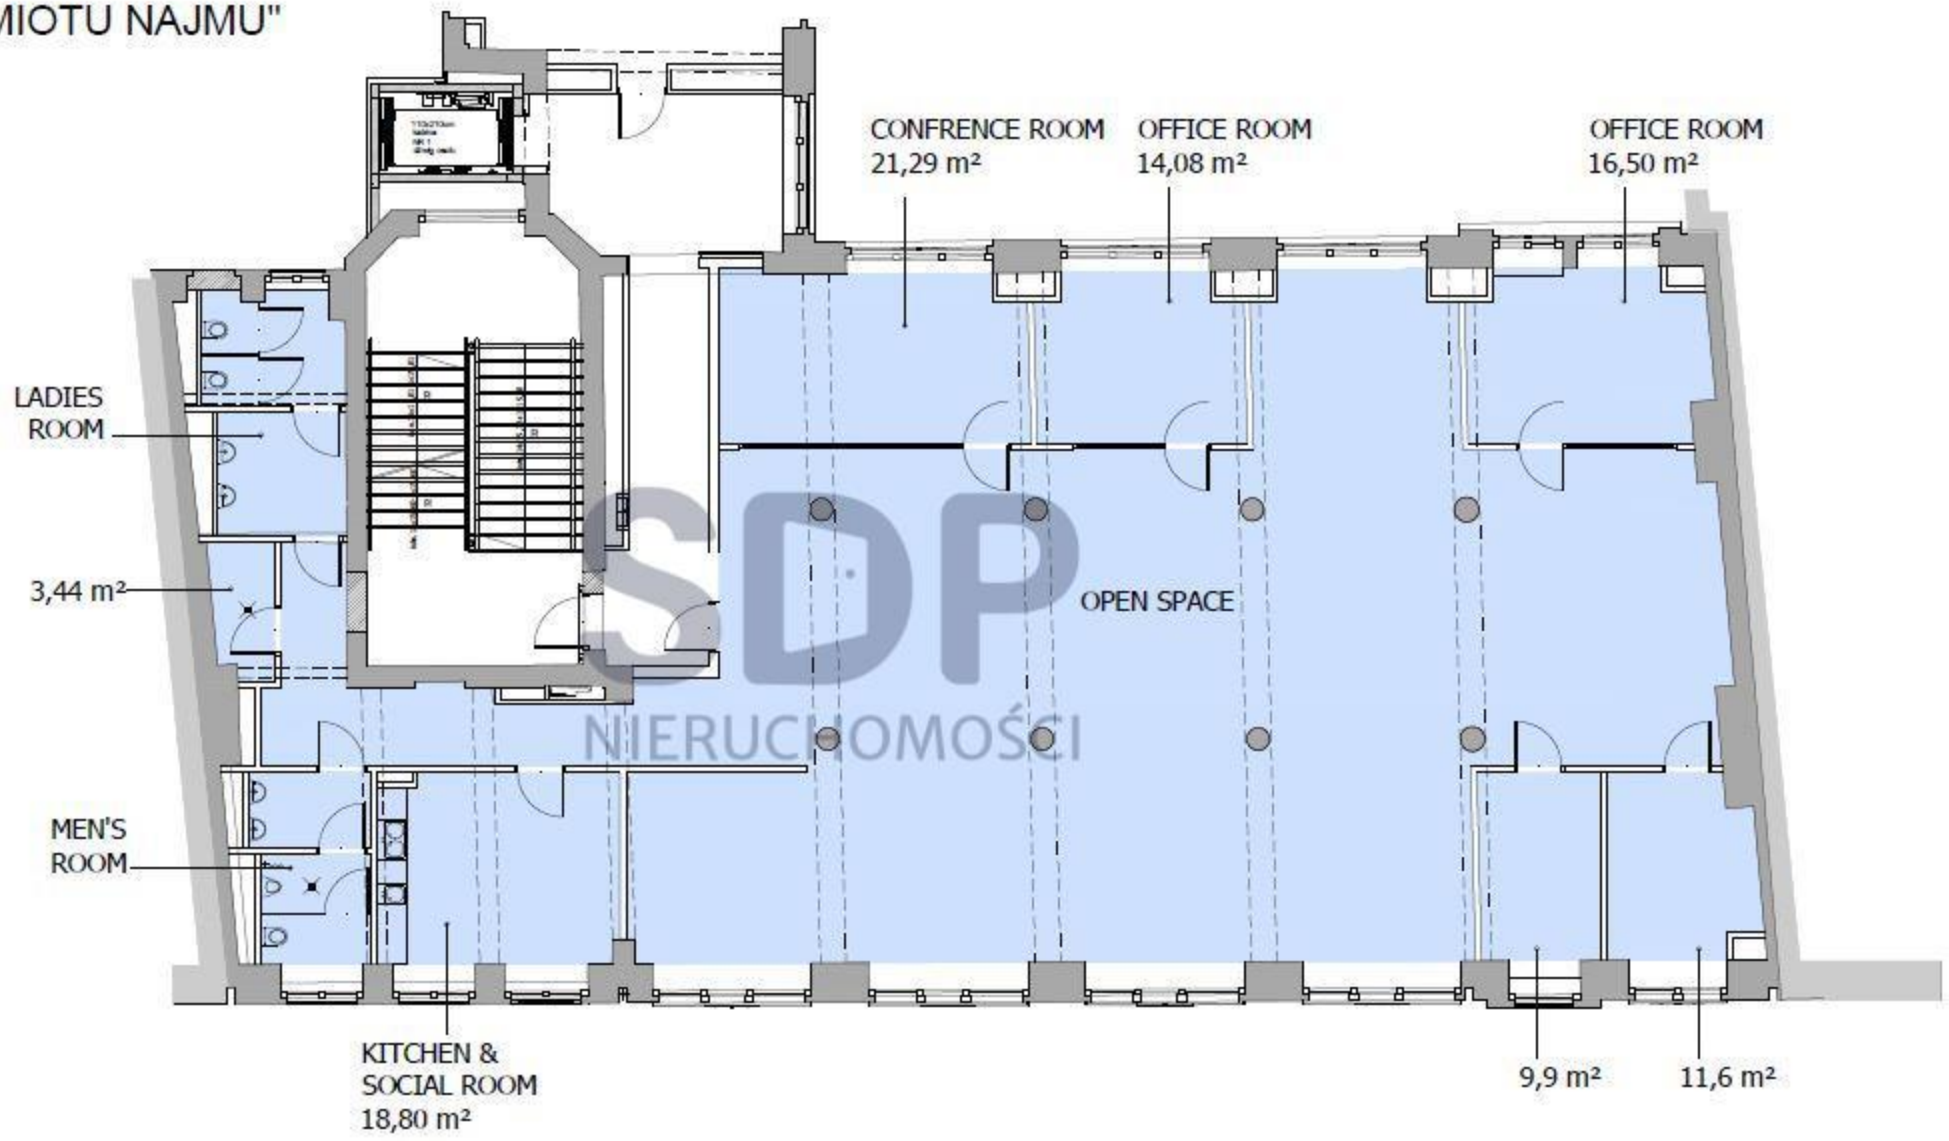 MIOTU NAJMU"
CONFRENCE ROOM
21,29 m²
OFFICE ROOM
14,08 m²
OFFICE ROOM
16,50 m²
LADIES
ROOM
3,44 m²
SDP
NIERUCHOMOŚCI
OPEN SPACE
MEN'S
ROOM
KITCHEN &
SOCIAL ROOM
18,80 m²
9,9 m²
11,6 m²